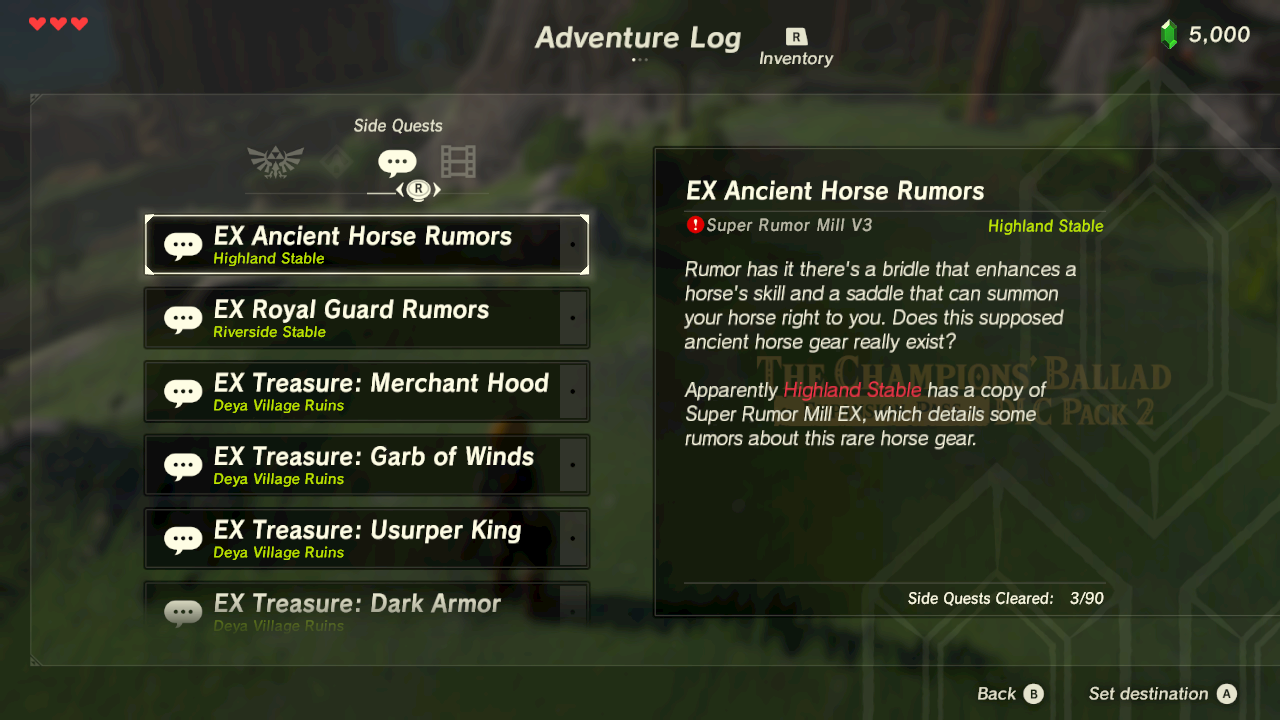 Adventure Log
R
Inventory
5,000
Side Quests
R
EX Ancient Horse Rumors
Highland Stable
EX Royal Guard Rumors
Riverside Stable
EX Treasure: Merchant Hood
Deya Village Ruins
EX Treasure: Garb of Winds
Deya Village Ruins
EX Treasure: Usurper King
Deya Village Ruins
EX Treasure: Dark Armor
Deya Village Ruins
EX Ancient Horse Rumors
! Super Rumor Mill V3
Highland Stable
Rumor has it there's a bridle that enhances a
horse's skill and a saddle that can summon
your horse right to you. Does this supposed
ancient horse gear really exist?
Apparently Highland Stable has a copy of
Super Rumor Mill EX, which details some
rumors about this rare horse gear.
The Champions' Ballad
Pack 2
Side Quests Cleared: 3/90
Back B
Set destination A